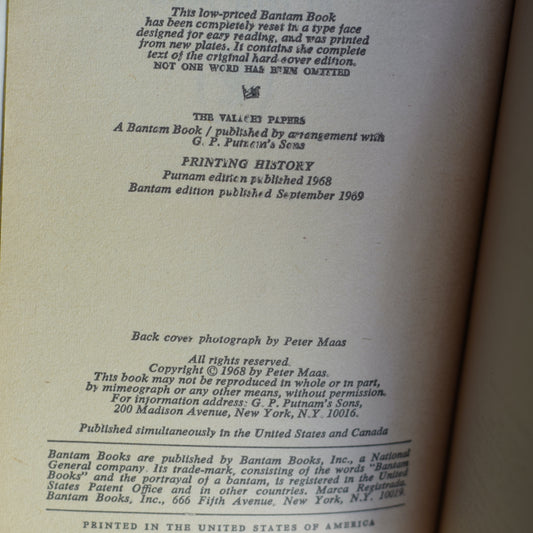 This low-priced Bantam Book
has been completely reset in a type face
designed for easy reading, and was printed
from new plates. It contains the complete
text of the original hard-cover edition.
NOT ONE WORD HAS BEEN OMITTED
THE VALACHI PAPERS
A Bantam Book / published by arrangement with
G. P. Putnam's Sons
PRINTING HISTORY
Putnam edition published 1968
Bantam edition published September 1969
Back cover photograph by Peter Maas
All rights reserved.
Copyright © 1968 by Peter Maas.
This book may not be reproduced in whole or in part,
by mimeograph or any other means, without permission.
For information address: G. P. Putnam's Sons,
200 Madison Avenue, New York, N.Y. 10016.
Published simultaneously in the United States and Canada
Bantam Books are published by Bantam Books, Inc., a National
General company. Its trade-mark, consisting of the words "Bantam
Books" and the portrayal of a bantam, is registered in the United
States Patent Office and in other countries. Marca Registrada.
Bantam Books, Inc., 666 Fifth Avenue, New York, N.Y. 10019.
PRINTED IN THE UNITED STATES OF AMERICA